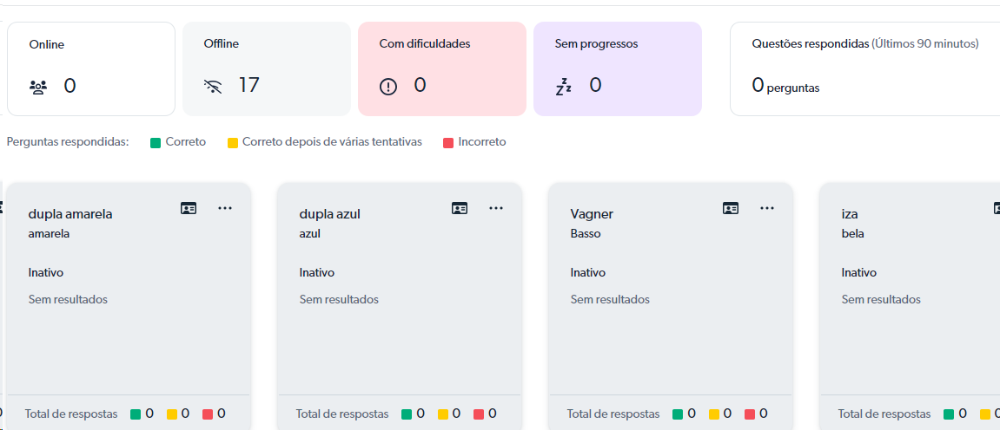 Online
0
Offline
17
Com dificuldades
0
Sem progressos
0
Questões respondidas (Últimos 90 minutos)
0 perguntas
Perguntas respondidas: Correto Correto depois de várias tentativas Incorreto
dupla amarela
amarela
Inativo
Sem resultados
Total de respostas 0 0 0
dupla azul
azul
Inativo
Sem resultados
Total de respostas 0 0 0
Vagner
Basso
Inativo
Sem resultados
Total de respostas 0 0 0
iza
bela
Inativo
Sem resultados
Total de respostas 0